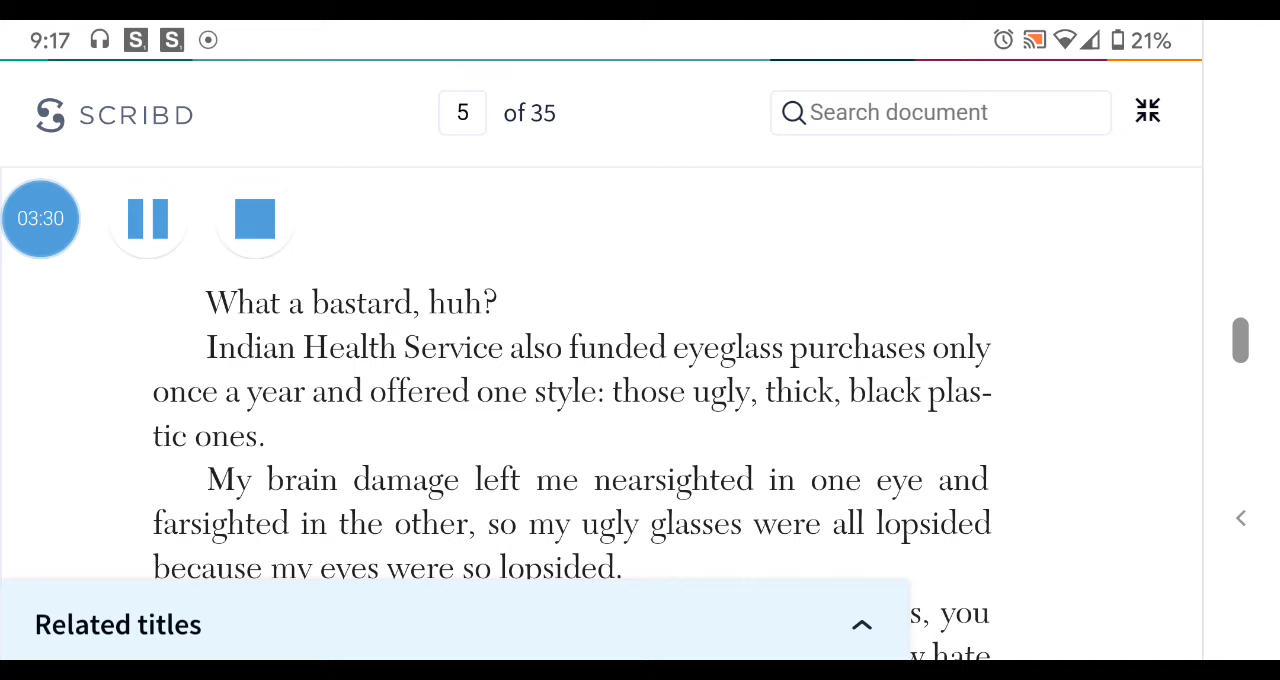 9:17 S S 21%
SCRIBD 5 of 35 Search document
03:30
What a bastard, huh?
Indian Health Service also funded eyeglass purchases only
once a year and offered one style: those ugly, thick, black plas-
tic ones.
My brain damage left me nearsighted in one eye and
farsighted in the other, so my ugly glasses were all lopsided
because my eyes were so lopsided.
s, you
Related titles
hate